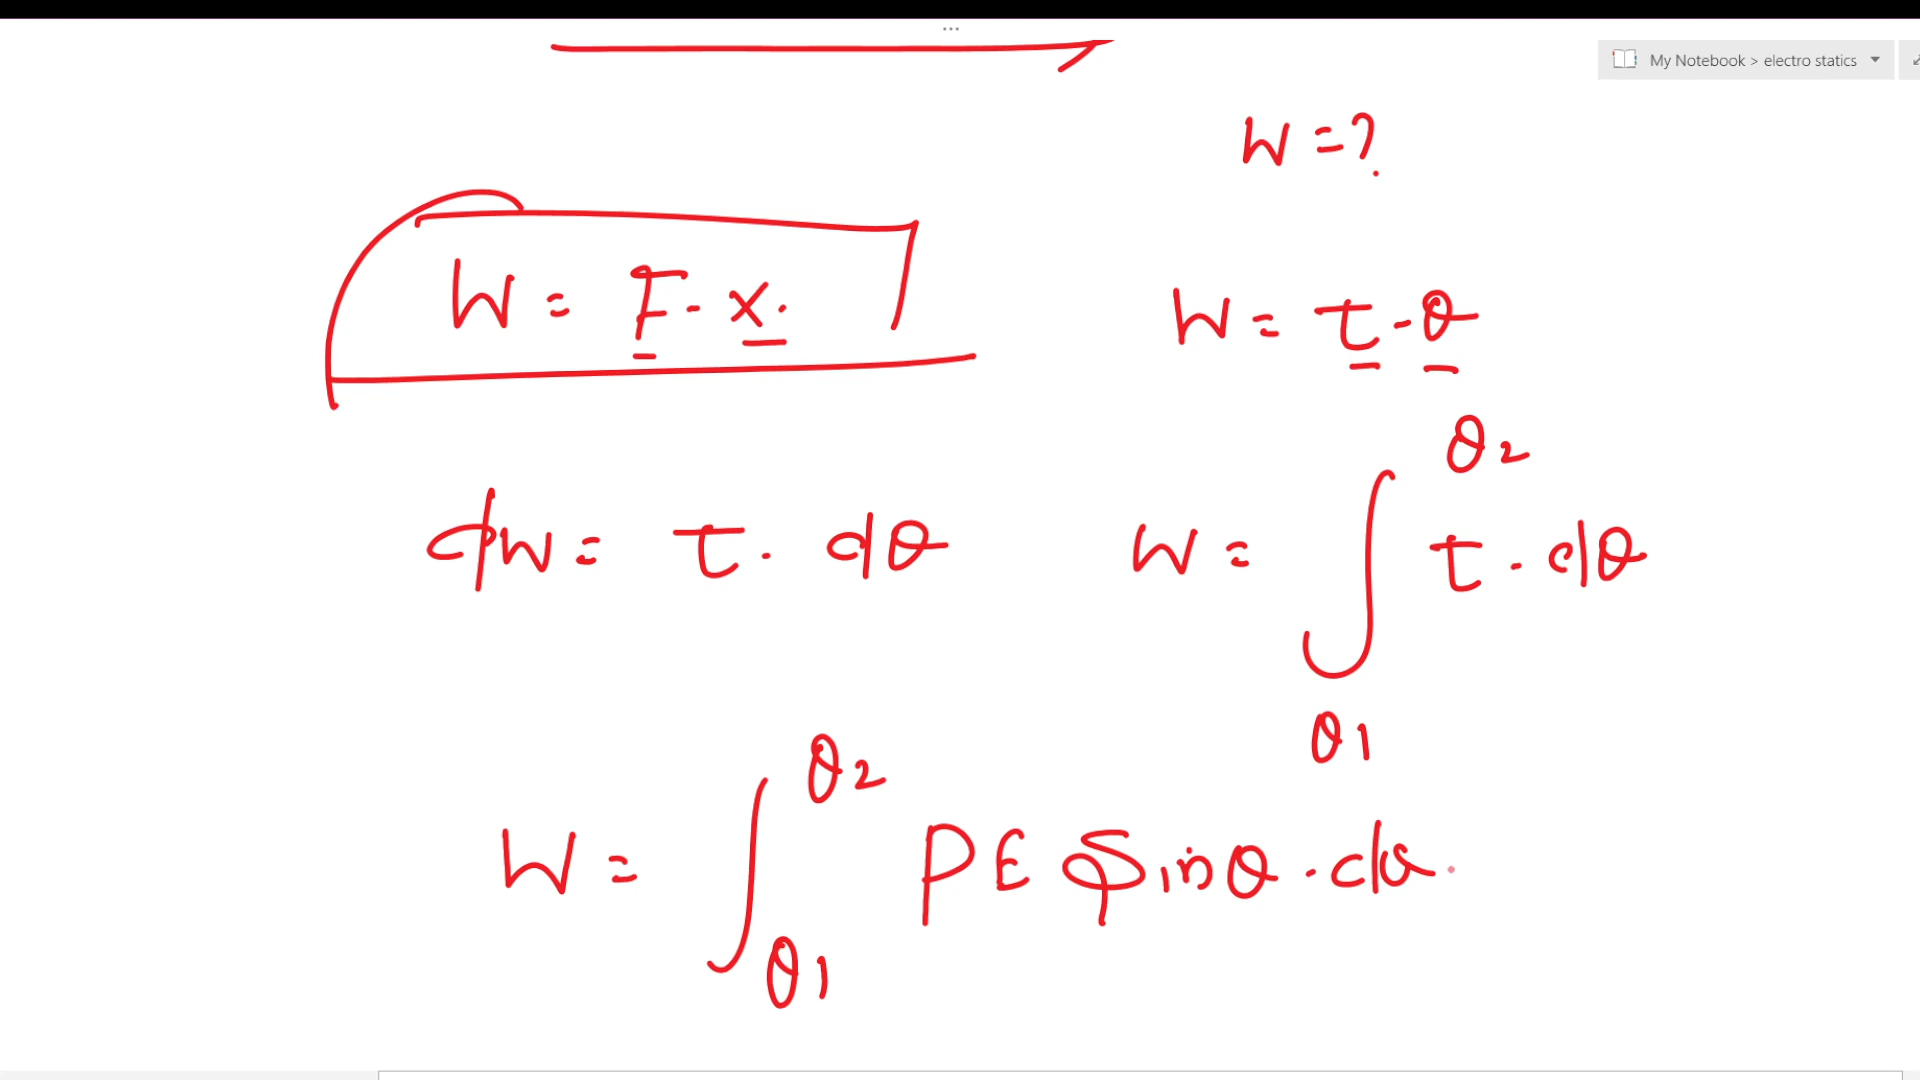 ...
My Notebook > electro statics
W = ?
W = F · x.
W = τ · θ
dW = τ · dθ
W = ∫θ1θ2 τ · dθ
W = ∫θ1θ2 PE Sinθ · dθ.